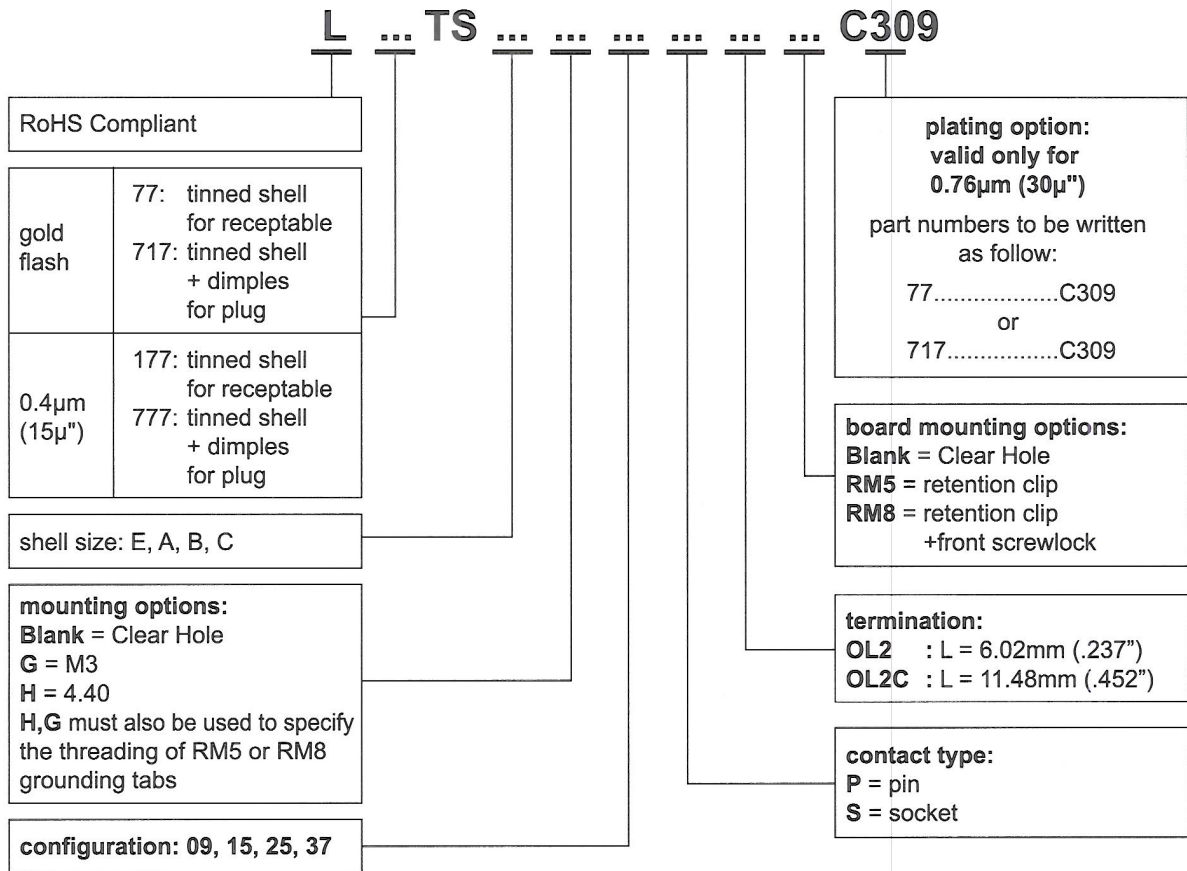 L ... TS ... ... ... ... ... ... C309
RoHS Compliant
gold
flash
77: tinned shell
for receptable
717: tinned shell
+ dimples
for plug
0.4µm
(15µ")
177: tinned shell
for receptable
777: tinned shell
+ dimples
for plug
shell size: E, A, B, C
mounting options:
Blank = Clear Hole
G = M3
H = 4.40
H,G must also be used to specify
the threading of RM5 or RM8
grounding tabs
configuration: 09, 15, 25, 37
plating option:
valid only for
0.76µm (30µ")
part numbers to be written
as follow:
77...................C309
or
717.................C309
board mounting options:
Blank = Clear Hole
RM5 = retention clip
RM8 = retention clip
+front screwlock
termination:
OL2 : L = 6.02mm (.237”)
OL2C : L = 11.48mm (.452”)
contact type:
P = pin
S = socket